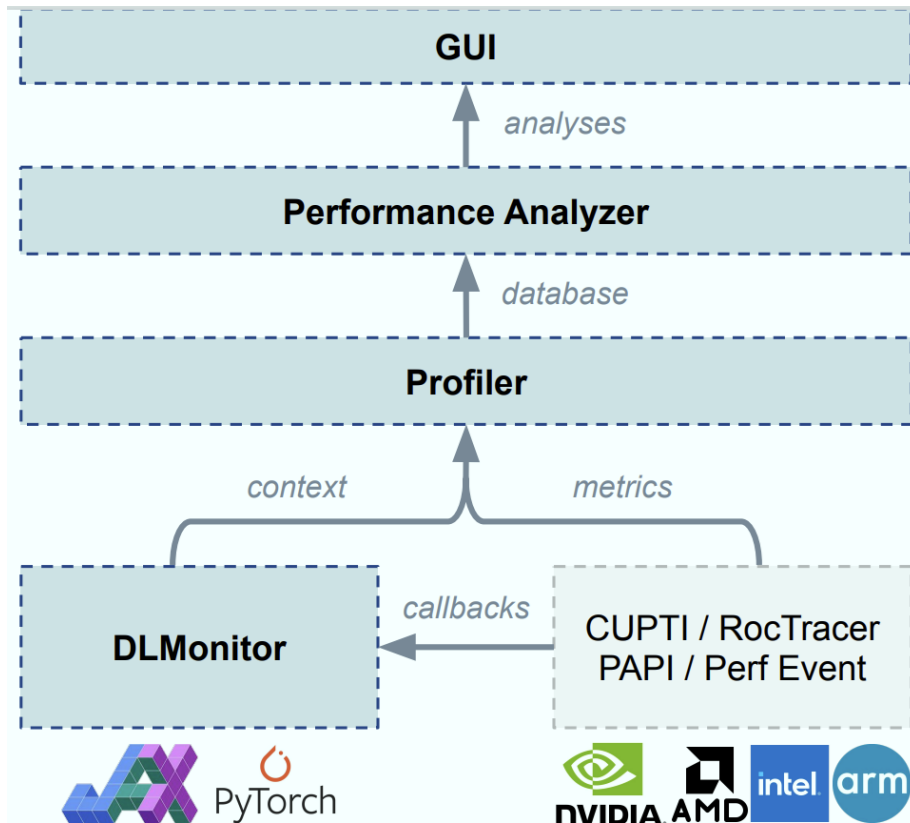 GUI
analyses
Performance Analyzer
database
Profiler
context
metrics
DLMonitor
callbacks
CUPTI / RocTracer
PAPI / Perf Event
JAX
PyTorch
NVIDIA.
AMD
intel.
arm